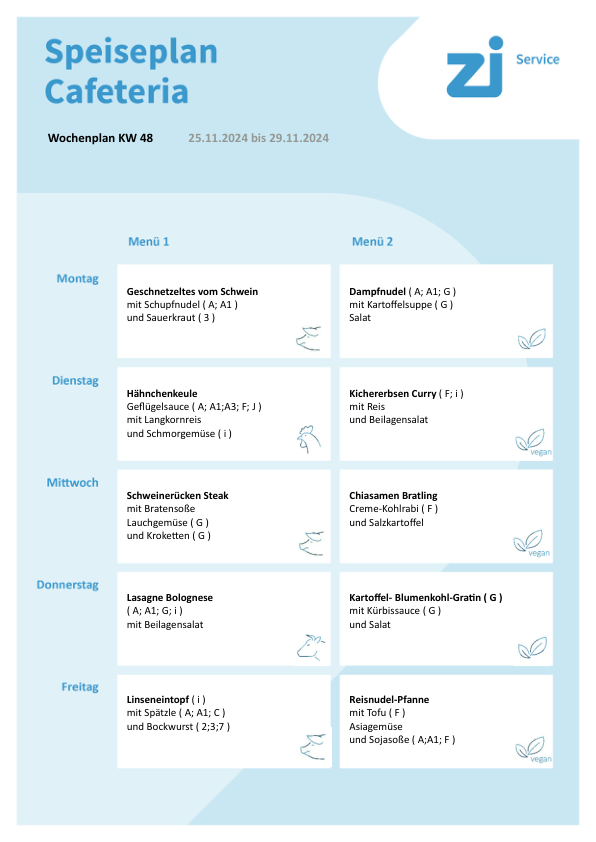 Speiseplan
Cafeteria
zi Service
Wochenplan KW 48 25.11.2024 bis 29.11.2024
Menü 1 Menü 2
Montag
Geschnetzeltes vom Schwein
mit Schupfnudel ( A; A1 )
und Sauerkraut ( 3 )
Dampfnudel ( A; A1; G )
mit Kartoffelsuppe ( G )
Salat
Dienstag
Hähnchenkeule
Geflügelsauce ( A; A1;A3; F; J )
mit Langkornreis
und Schmorgemüse ( i )
Kichererbsen Curry ( F; i )
mit Reis
und Beilagensalat
vegan
Mittwoch
Schweinerücken Steak
mit Bratensoße
Lauchgemüse ( G )
und Kroketten ( G )
Chiasamen Bratling
Creme-Kohlrabi ( F )
und Salzkartoffel
vegan
Donnerstag
Lasagne Bolognese
( A; A1; G; i )
mit Beilagensalat
Kartoffel- Blumenkohl-Gratin ( G )
mit Kürbissauce ( G )
und Salat
Freitag
Linseneintopf ( i )
mit Spätzle ( A; A1; C )
und Bockwurst ( 2;3;7 )
Reisnudel-Pfanne
mit Tofu ( F )
Asiagemüse
und Sojasoße ( A;A1; F )
vegan